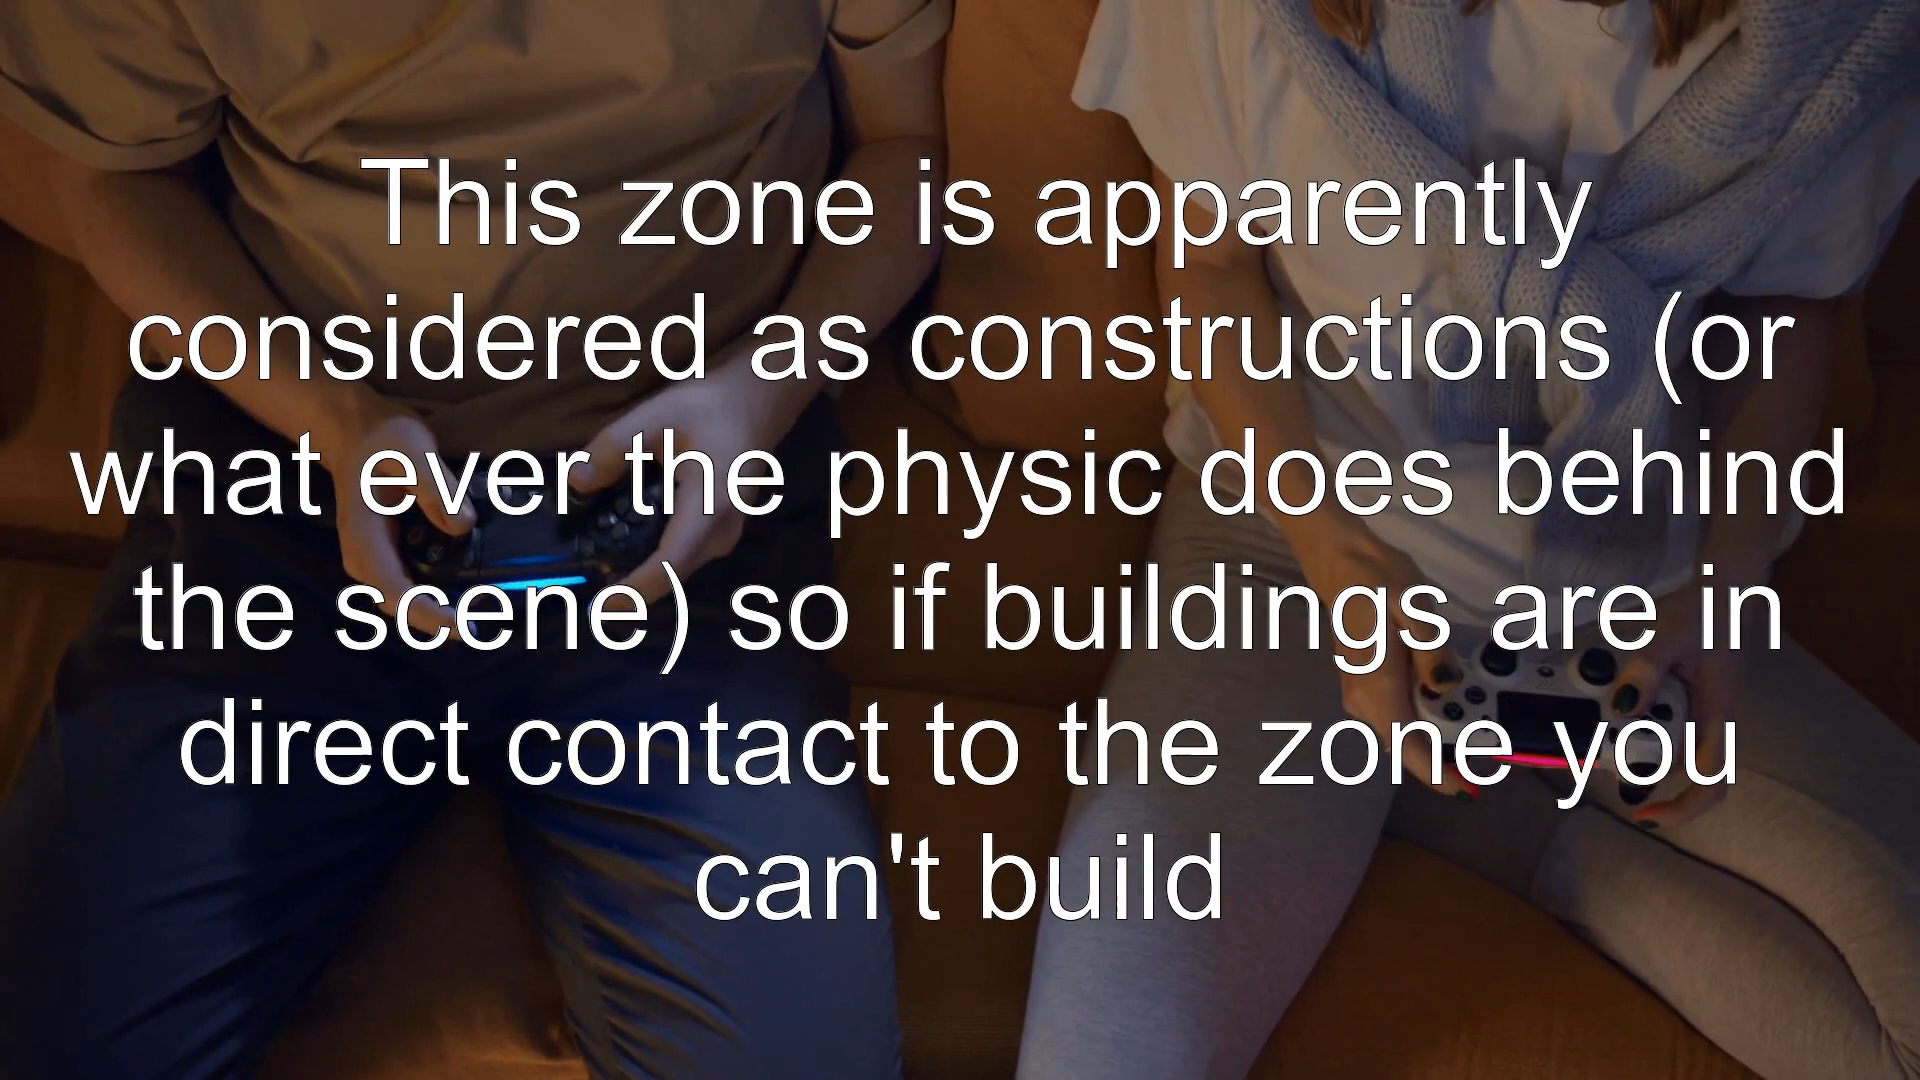 This zone is apparently
considered as constructions (or
what ever the physic does behind
the scene) so if buildings are in
direct contact to the zone you
can't build